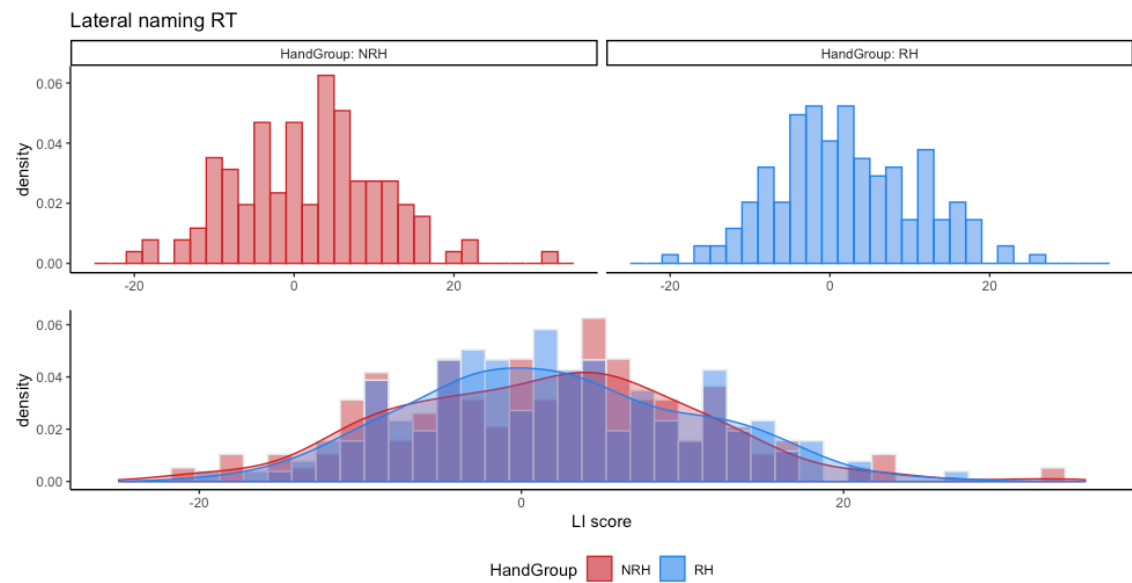 Lateral naming RT
HandGroup: NRH
HandGroup: RH
0.06
0.04
0.02
0.00
density
-20
0
20
-20
0
20
0.06
0.04
0.02
0.00
density
-20
0
20
LI score
HandGroup
NRH
RH